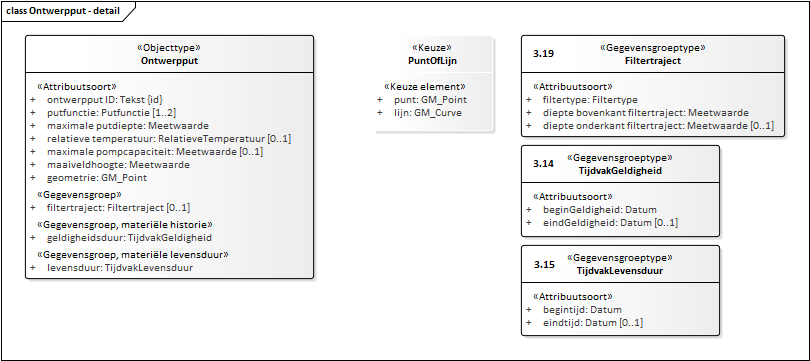 class Ontwerpput - detail
«Objecttype»
Ontwerpput
«Attribuutsoort»
+ ontwerpput ID: Tekst {id}
+ putfunctie: Putfunctie [1..2]
+ maximale putdiepte: Meetwaarde
+ relatieve temperatuur: RelatieveTemperatuur [0..1]
+ maximale pompcapaciteit: Meetwaarde [0..1]
+ maaiveldhoogte: Meetwaarde
+ geometrie: GM_Point
«Gegevensgroep»
+ filtertraject: Filtertraject [0..1]
«Gegevensgroep, materiële historie»
+ geldigheidsduur: TijdvakGeldigheid
«Gegevensgroep, materiële levensduur»
+ levensduur: TijdvakLevensduur
«Keuze»
PuntOfLijn
«Keuze element»
+ punt: GM_Point
+ lijn: GM_Curve
3.19 «Gegevensgroeptype»
Filtertraject
«Attribuutsoort»
+ filtertype: Filtertype
+ diepte bovenkant filtertraject: Meetwaarde
+ diepte onderkant filtertraject: Meetwaarde [0..1]
3.14 «Gegevensgroeptype»
TijdvakGeldigheid
«Attribuutsoort»
+ beginGeldigheid: Datum
+ eindGeldigheid: Datum [0..1]
3.15 «Gegevensgroeptype»
TijdvakLevensduur
«Attribuutsoort»
+ begintijd: Datum
+ eindtijd: Datum [0..1]